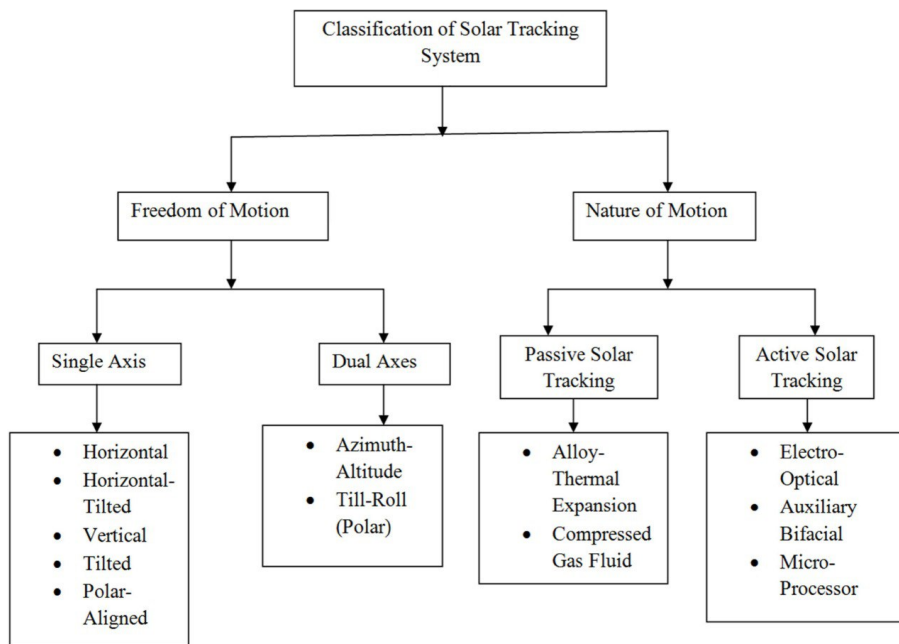 Classification of Solar Tracking
System
Freedom of Motion
Nature of Motion
Single Axis
Dual Axes
Passive Solar
Tracking
Active Solar
Tracking
• Horizontal
• Horizontal-
Tilted
• Vertical
• Tilted
• Polar-
Aligned
• Azimuth-
Altitude
• Till-Roll
(Polar)
• Alloy-
Thermal
Expansion
• Compressed
Gas Fluid
• Electro-
Optical
• Auxiliary
Bifacial
• Micro-
Processor